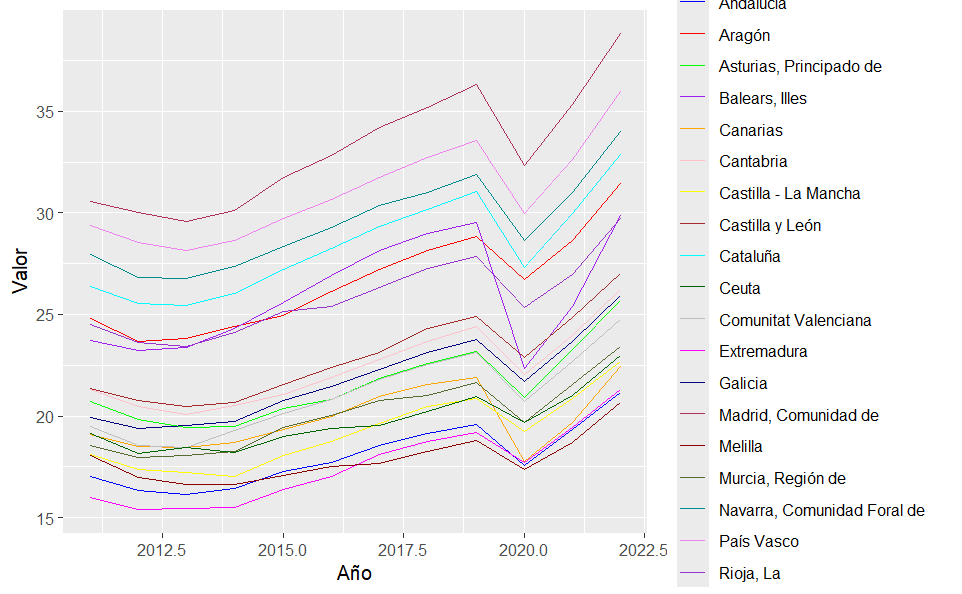 Andalucía
Aragón
Asturias, Principado de
Balears, Illes
Canarias
Cantabria
Castilla - La Mancha
Castilla y León
Cataluña
Ceuta
Comunitat Valenciana
Extremadura
Galicia
Madrid, Comunidad de
Melilla
Murcia, Región de
Navarra, Comunidad Foral de
País Vasco
Rioja, La
35
30
25
20
15
Valor
2012.5 2015.0 2017.5 2020.0 2022.5
Año